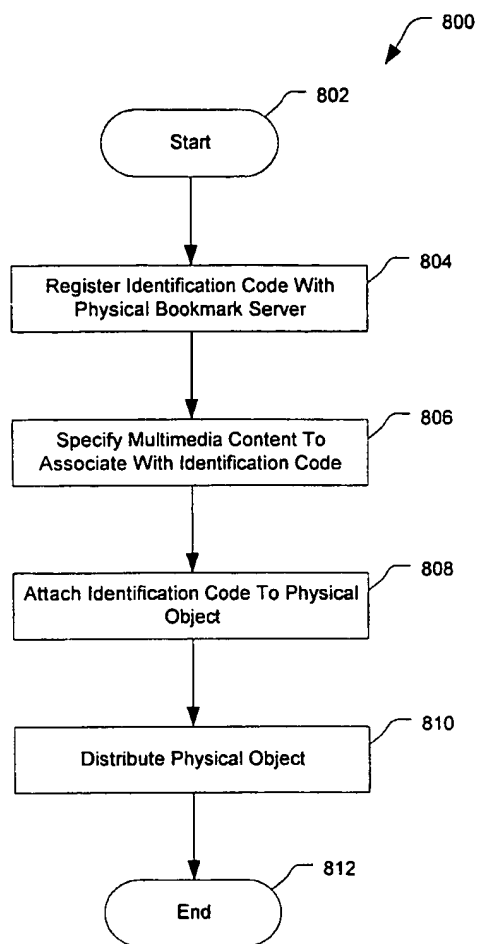 800
802
Start
804
Register Identification Code With
Physical Bookmark Server
806
Specify Multimedia Content To
Associate With Identification Code
808
Attach Identification Code To Physical
Object
810
Distribute Physical Object
812
End